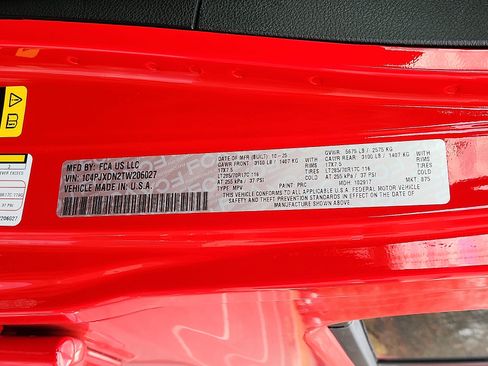 MFD BY: FCA US LLC
VIN: 1C4PJXDN2TW206027
VEHICLE MADE IN U.S.A.
DATE OF MFR (BUILT): 10-25
GAWR FRONT: 3100 LB / 1407 KG
17X7.5 RIMS
LT285/70R17C 116
AT 255 kPa / 37 PSI COLD
TYPE: MPV PAINT: PRC
GVWR: 5675 LB / 2575 KG
GAWR REAR: 3100 LB / 1407 KG
17X7.5 RIMS
LT285/70R17C 116
AT 255 kPa / 37 PSI COLD
MDH: 102917 MKT: 875
THIS VEHICLE CONFORMS TO ALL APPLICABLE U.S.A. FEDERAL MOTOR VEHICLE
SAFETY, BUMPER, AND THEFT PREVENTION STANDARDS IN EFFECT ON THE DATE OF
MANUFACTURE SHOWN ABOVE.
206027